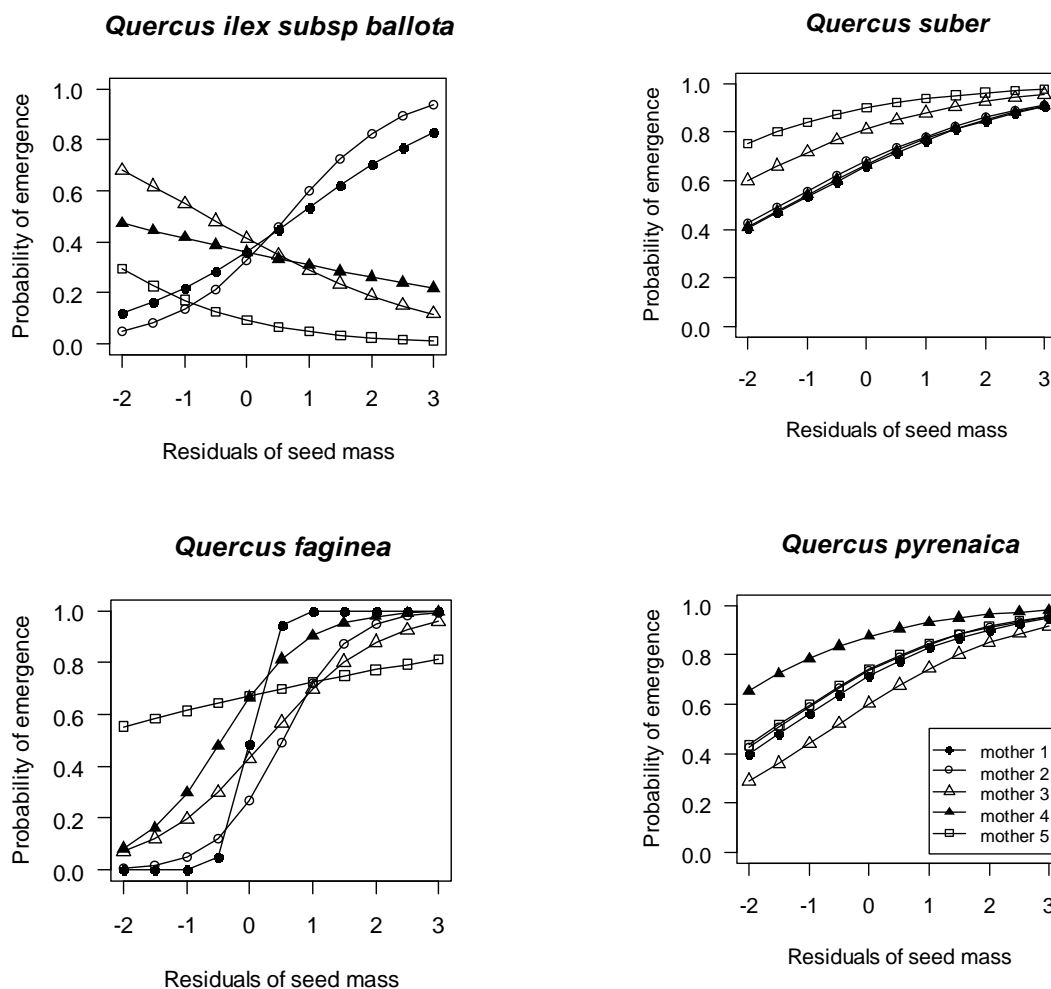 Quercus ilex subsp ballota
Probability of emergence
1.0
0.8
0.6
0.4
0.2
0.0
-2 -1 0 1 2 3
Residuals of seed mass
Quercus suber
Probability of emergence
1.0
0.8
0.6
0.4
0.2
0.0
-2 -1 0 1 2 3
Residuals of seed mass
Quercus faginea
Probability of emergence
1.0
0.8
0.6
0.4
0.2
0.0
-2 -1 0 1 2 3
Residuals of seed mass
Quercus pyrenaica
Probability of emergence
1.0
0.8
0.6
0.4
0.2
0.0
mother 1
mother 2
mother 3
mother 4
mother 5
-2 -1 0 1 2 3
Residuals of seed mass